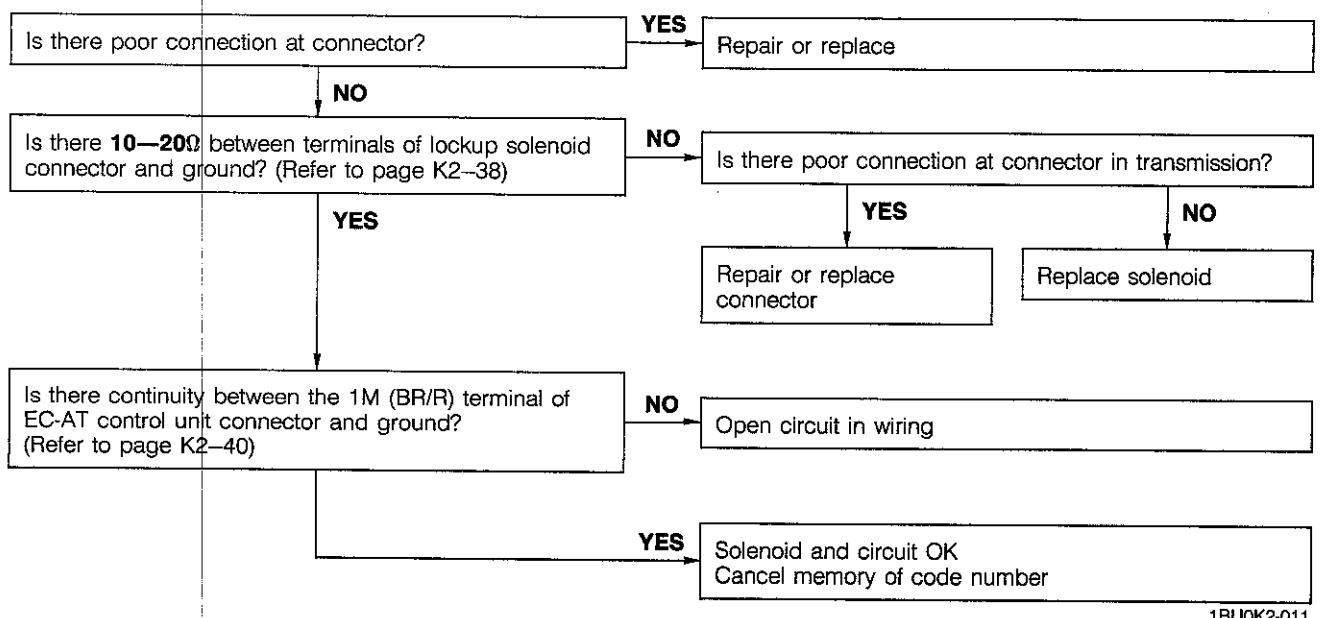 Is there poor connection at connector?
YES
Repair or replace
NO
Is there 10—20Ω between terminals of lockup solenoid
connector and ground? (Refer to page K2–38)
NO
Is there poor connection at connector in transmission?
YES
NO
Repair or replace
connector
Replace solenoid
YES
Is there continuity between the 1M (BR/R) terminal of
EC-AT control unit connector and ground?
(Refer to page K2–40)
NO
Open circuit in wiring
YES
Solenoid and circuit OK
Cancel memory of code number
1BU0K2-011